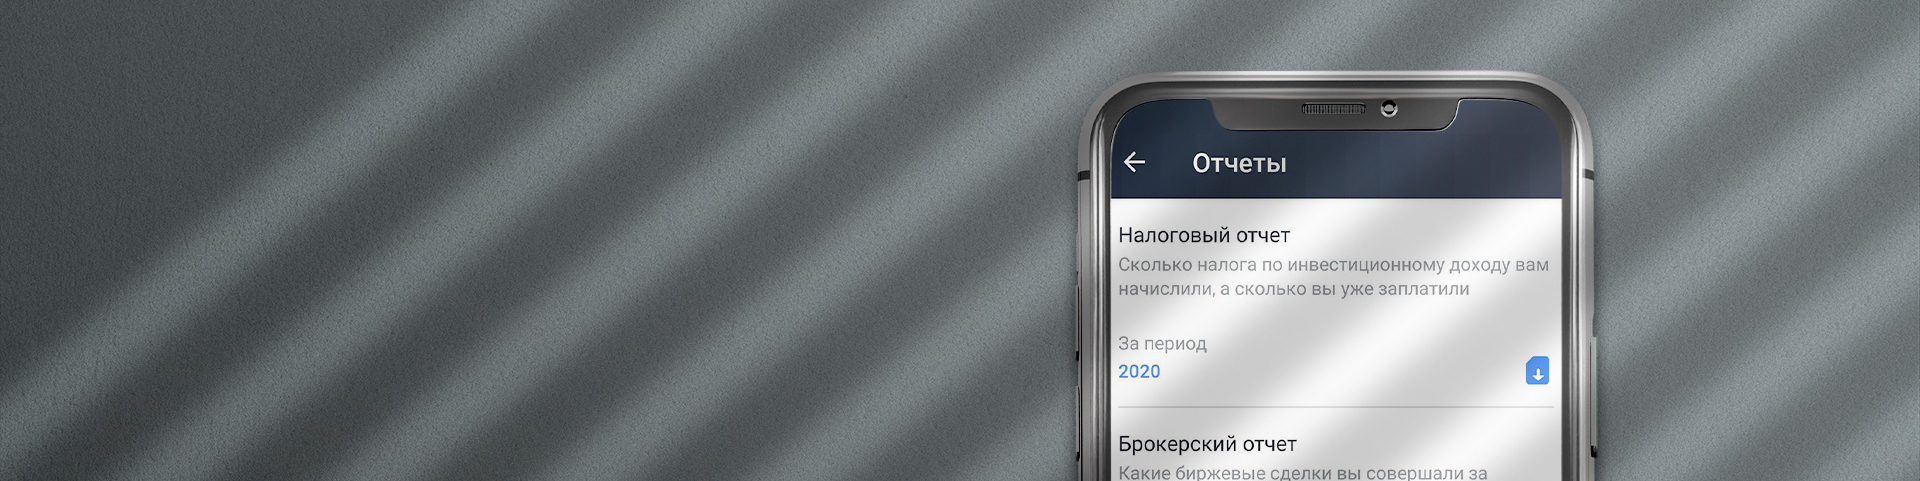 Отчеты
Налоговый отчет
Сколько налога по инвестиционному доходу вам
начислили, а сколько вы уже заплатили
За период
2020
Брокерский отчет
Какие биржевые сделки вы совершали за